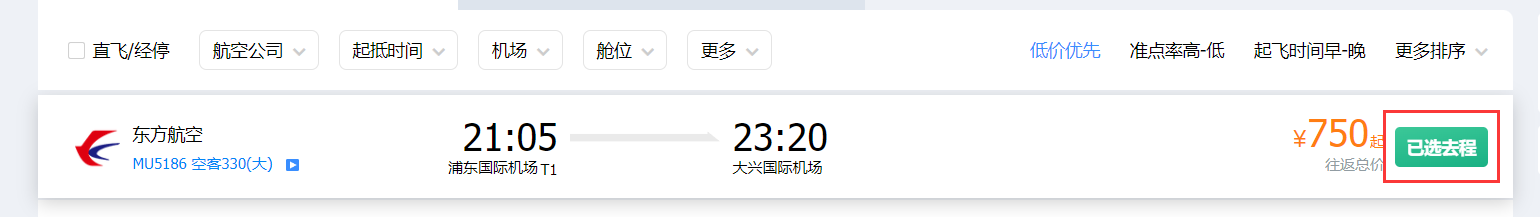 直飞/经停 航空公司 起抵时间 机场 舱位 更多 低价优先 准点率高-低 起飞时间早-晚 更多排序
东方航空
MU5186 空客330(大)
21:05
浦东国际机场 T1
23:20
大兴国际机场
¥750起
往返总价
已选去程